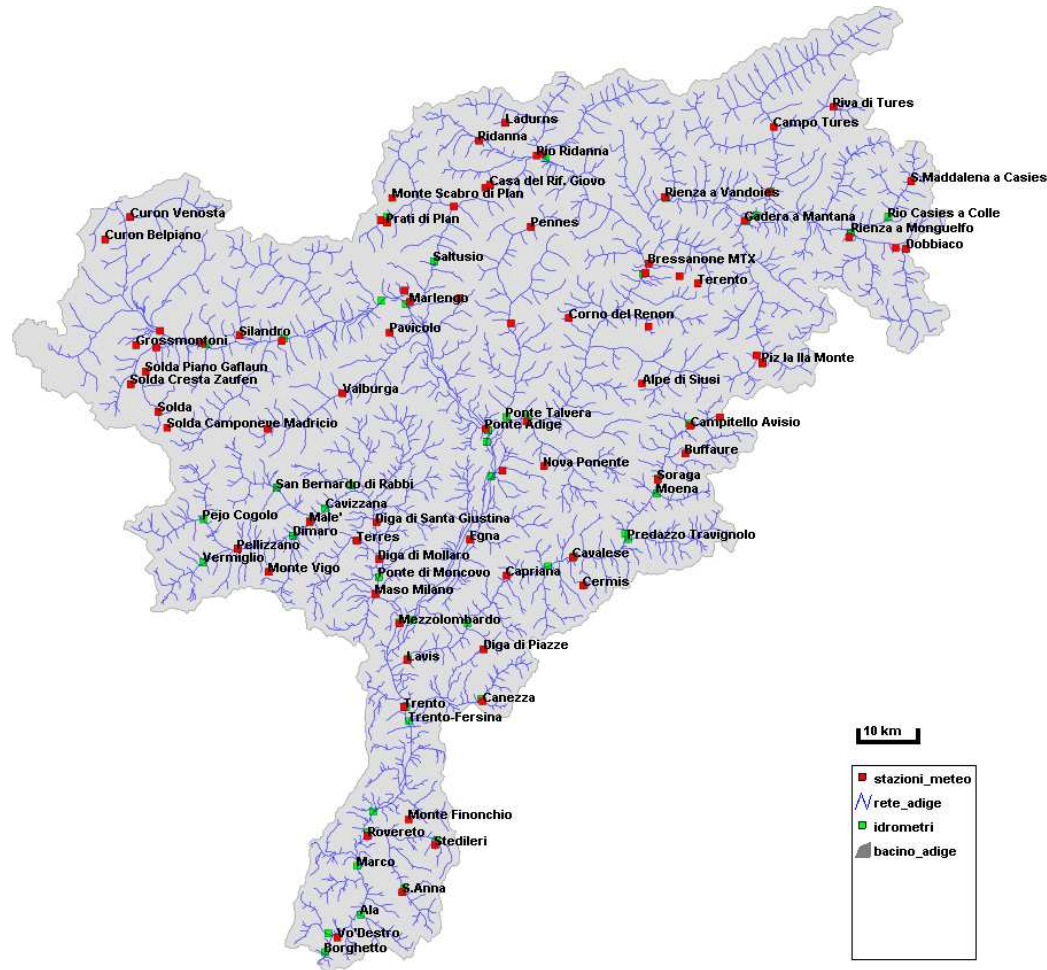 Riva di Tures
Ladurns
Campo Tures
Ridanna
Rio Ridanna
S.Maddalena a Casies
Casa del Rif. Giovo
Monte Scabro di Plan
Rienza a Vandoies
Curon Venosta
Prati di Plan
Pennes
Gadera a Mantana
Rio Casies a Colle
Rienza a Monguelfo
Curon Belpiano
Dobbiaco
Saltusio
Bressanone MTX
Terento
Marlengo
Corno del Renon
Silandro
Pavicolo
Grossmontoni
Piz la Ila Monte
Solda Piano Gaflaun
Solda Cresta Zaufen
Alpe di Siusi
Valburga
Solda
Ponte Talvera
Solda Camponeve Madricio
Ponte Adige
Campitello Avisio
Buffaure
Nova Ponente
Soraga
San Bernardo di Rabbi
Moena
Cavizzana
Pejo Cogolo
Male'
Diga di Santa Giustina
Dimaro
Terres
Egna
Predazzo Travignolo
Pellizzano
Diga di Mollaro
Cavalese
Vermiglio
Monte Vigo
Ponte di Moncovo
Capriana
Cermis
Maso Milano
Mezzolombardo
Diga di Piazze
Lavis
Canezza
Trento
Trento-Fersina
10 km
stazioni_meteo
rete_adige
idrometri
bacino_adige
Monte Finonchio
Rovereto
Stedileri
Marco
S.Anna
Ala
Vo'Destro
Borghetto